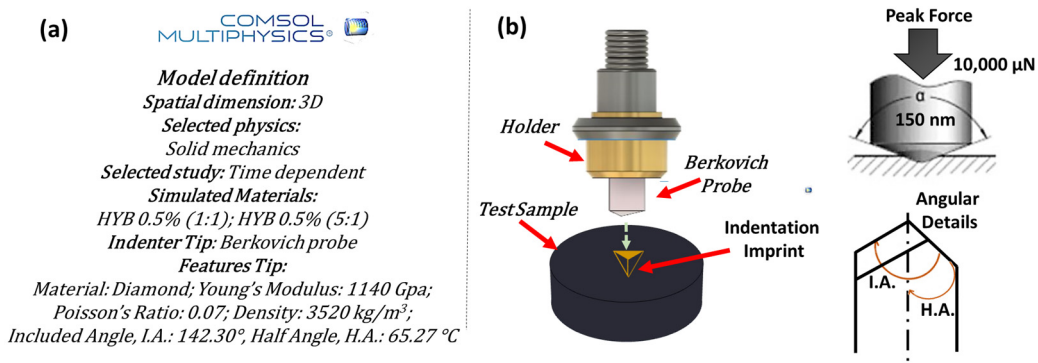 (a)
COMSOL
MULTIPHYSICS®
Model definition
Spatial dimension: 3D
Selected physics:
Solid mechanics
Selected study: Time dependent
Simulated Materials:
HYB 0.5% (1:1); HYB 0.5% (5:1)
Indenter Tip: Berkovich probe
Features Tip:
Material: Diamond; Young's Modulus: 1140 Gpa;
Poisson's Ratio: 0.07; Density: 3520 kg/m³;
Included Angle, I.A.: 142.30°, Half Angle, H.A.: 65.27 °C
(b)
Holder
Berkovich
Probe
Test Sample
Indentation
Imprint
Peak Force
10,000 µN
α
150 nm
Angular
Details
I.A.
H.A.